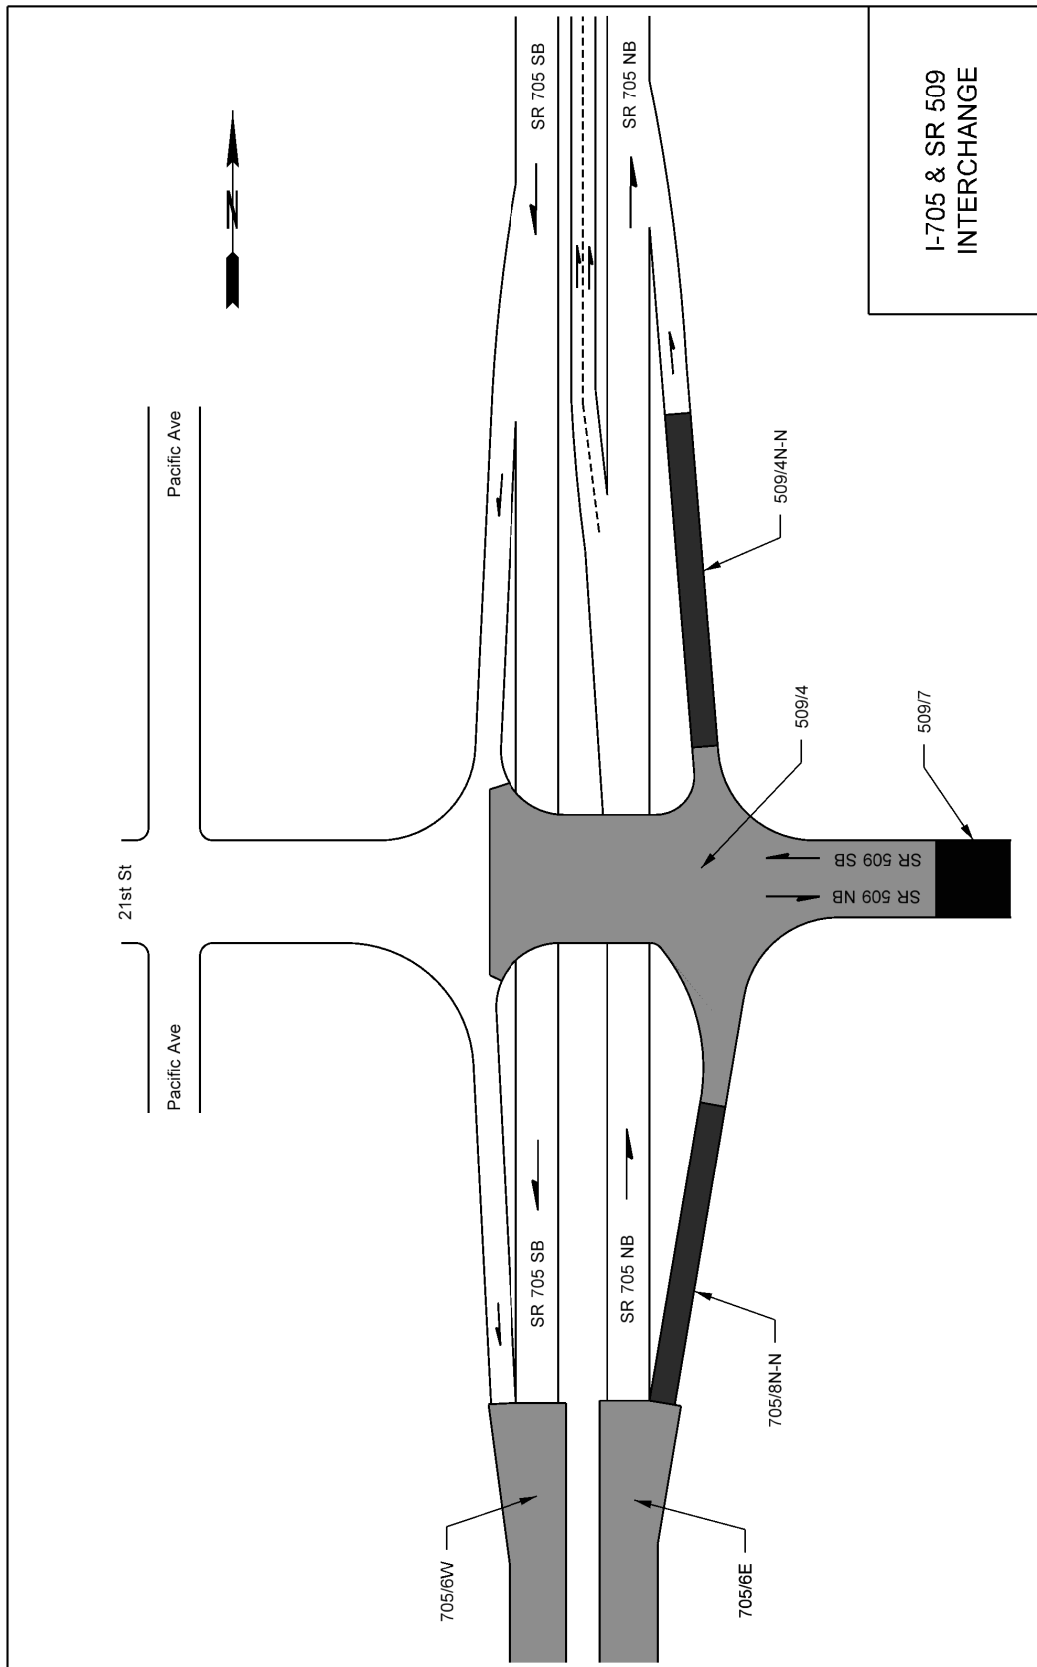 I-705 & SR 509
INTERCHANGE
N
Pacific Ave
Pacific Ave
21st St
SR 705 SB
SR 705 NB
SR 705 SB
SR 705 NB
SR 509 SB
SR 509 NB
509/4N-N
509/4
509/7
705/8N-N
705/6W
705/6E